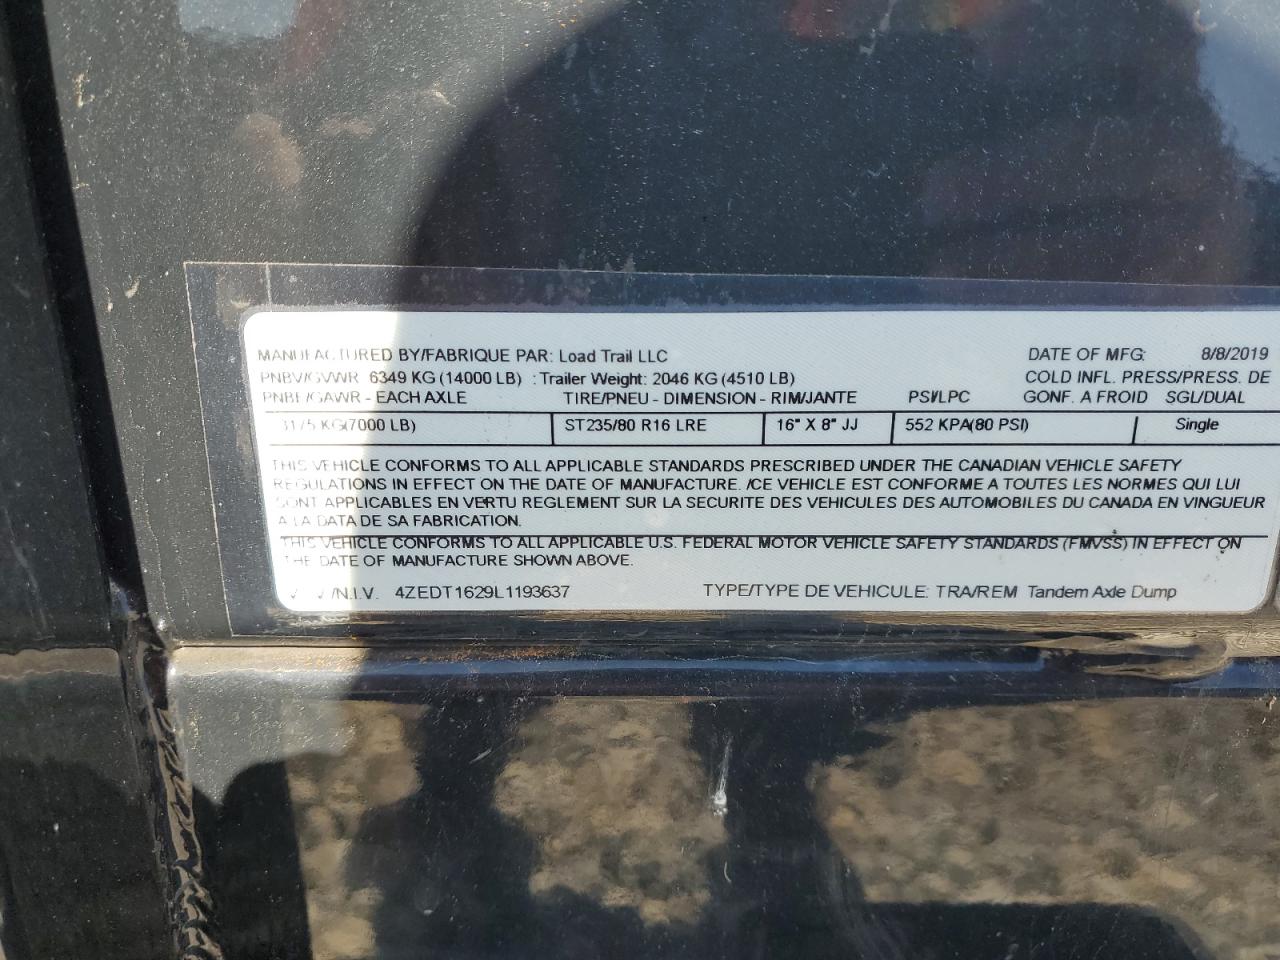 MANUFACTURED BY/FABRIQUE PAR: Load Trail LLC DATE OF MFG: 8/8/2019
PNBV/GVWR 6349 KG (14000 LB) : Trailer Weight: 2046 KG (4510 LB) COLD INFL. PRESS/PRESS. DE
PNBE/GAWR - EACH AXLE TIRE/PNEU - DIMENSION - RIM/JANTE PSI/LPC GONF. A FROID SGL/DUAL
3175 KG(7000 LB) ST235/80 R16 LRE 16" X 8" JJ 552 KPA(80 PSI) Single
THIS VEHICLE CONFORMS TO ALL APPLICABLE STANDARDS PRESCRIBED UNDER THE CANADIAN VEHICLE SAFETY
REGULATIONS IN EFFECT ON THE DATE OF MANUFACTURE. /CE VEHICLE EST CONFORME A TOUTES LES NORMES QUI LUI
SONT APPLICABLES EN VERTU REGLEMENT SUR LA SECURITE DES VEHICULES DES AUTOMOBILES DU CANADA EN VINGUEUR
A LA DATA DE SA FABRICATION.
THIS VEHICLE CONFORMS TO ALL APPLICABLE U.S. FEDERAL MOTOR VEHICLE SAFETY STANDARDS (FMVSS) IN EFFECT ON
THE DATE OF MANUFACTURE SHOWN ABOVE.
/N.I.V. 4ZEDT1629L1193637 TYPE/TYPE DE VEHICULE: TRA/REM Tandem Axle Dump